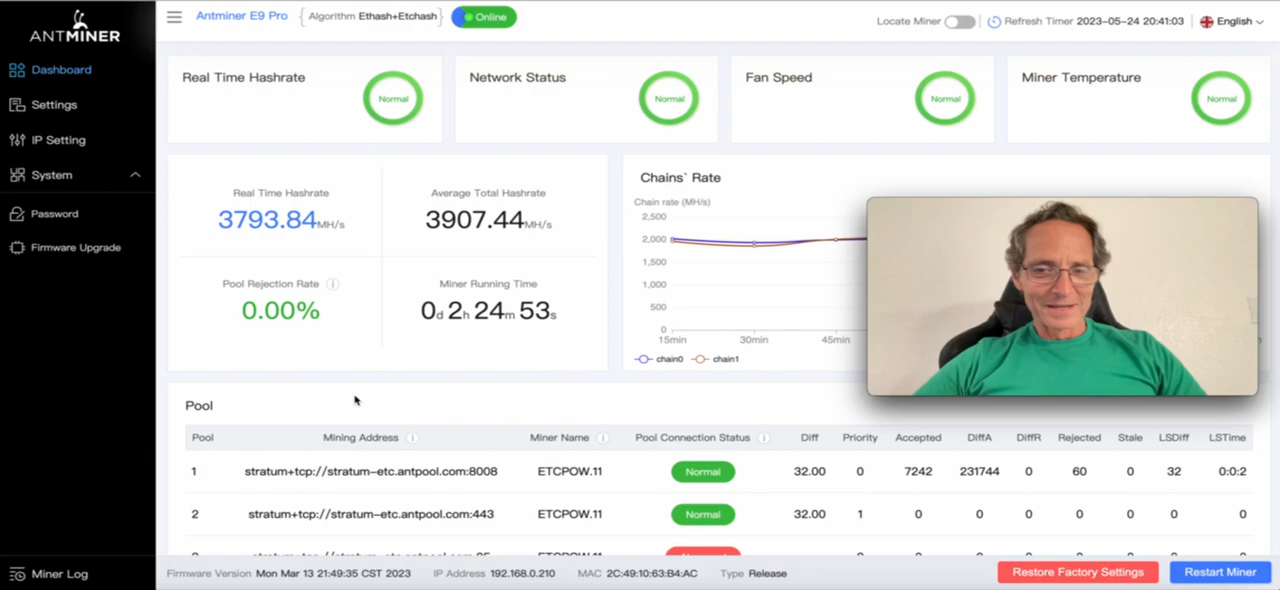 ANTMINER
Antminer E9 Pro
Algorithm Ethash+Etchash
Online
Locate Miner
Refresh Timer 2023-05-24 20:41:03
English
Dashboard
Settings
IP Setting
System
Password
Firmware Upgrade
Miner Log
Real Time Hashrate
Normal
Network Status
Normal
Fan Speed
Normal
Miner Temperature
Normal
Real Time Hashrate
3793.84MH/s
Average Total Hashrate
3907.44MH/s
Pool Rejection Rate
0.00%
Miner Running Time
0d 2h 24m 53s
Chains` Rate
Chain rate (MH/s)
2,500
2,000
1,500
1,000
500
0
15min 30min 45min
chain0 chain1
Pool
Pool Mining Address Miner Name Pool Connection Status Diff Priority Accepted DiffA DiffR Rejected Stale LSDiff LSTime
1 stratum+tcp://stratum-etc.antpool.com:8008 ETCPOW.11 Normal 32.00 0 7242 231744 0 60 0 32 0:0:2
2 stratum+tcp://stratum-etc.antpool.com:443 ETCPOW.11 Normal 32.00 1 0 0 0 0 0 0 0
Firmware Version Mon Mar 13 21:49:35 CST 2023 IP Address 192.168.0.210 MAC 2C:49:10:63:B4:AC Type Release
Restore Factory Settings
Restart Miner